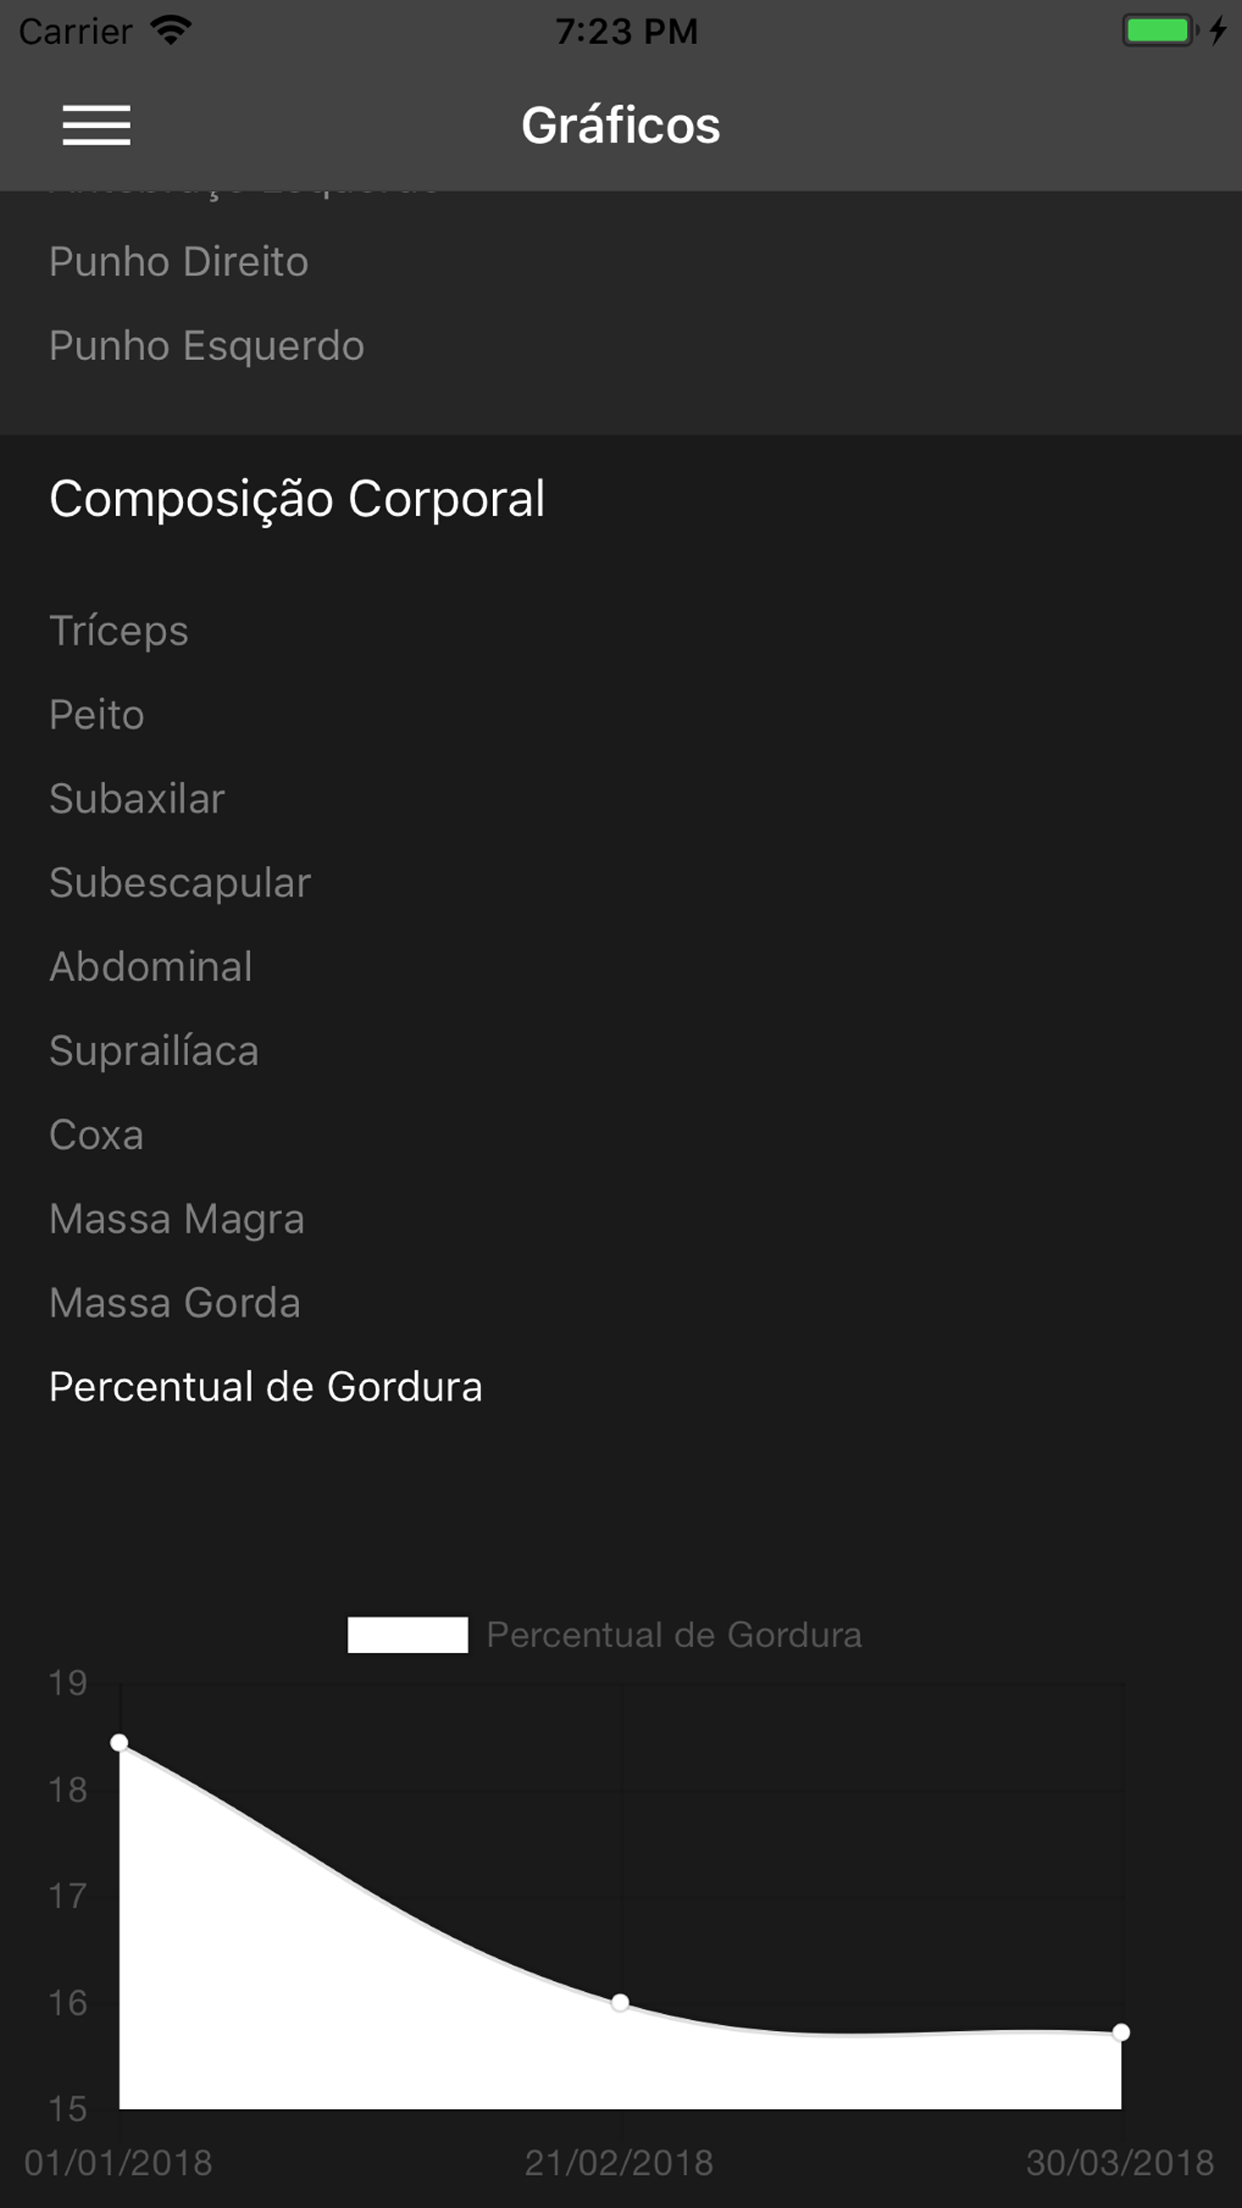 Carrier 7:23 PM
Gráficos
Punho Direito
Punho Esquerdo
Composição Corporal
Tríceps
Peito
Subaxilar
Subescapular
Abdominal
Suprailíaca
Coxa
Massa Magra
Massa Gorda
Percentual de Gordura
Percentual de Gordura
19
18
17
16
15
01/01/2018 21/02/2018 30/03/2018